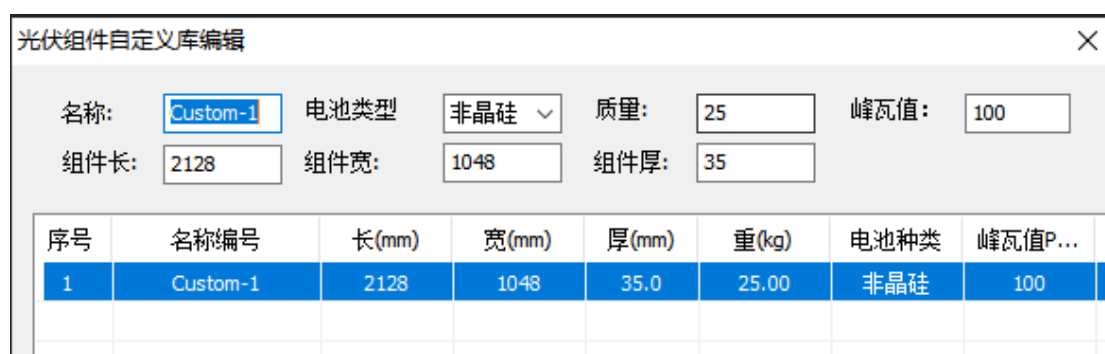 光伏组件自定义库编辑
名称: Custom-1 电池类型 非晶硅 质量: 25 峰瓦值: 100
组件长: 2128 组件宽: 1048 组件厚: 35
序号 名称编号 长(mm) 宽(mm) 厚(mm) 重(kg) 电池种类 峰瓦值P...
1 Custom-1 2128 1048 35.0 25.00 非晶硅 100